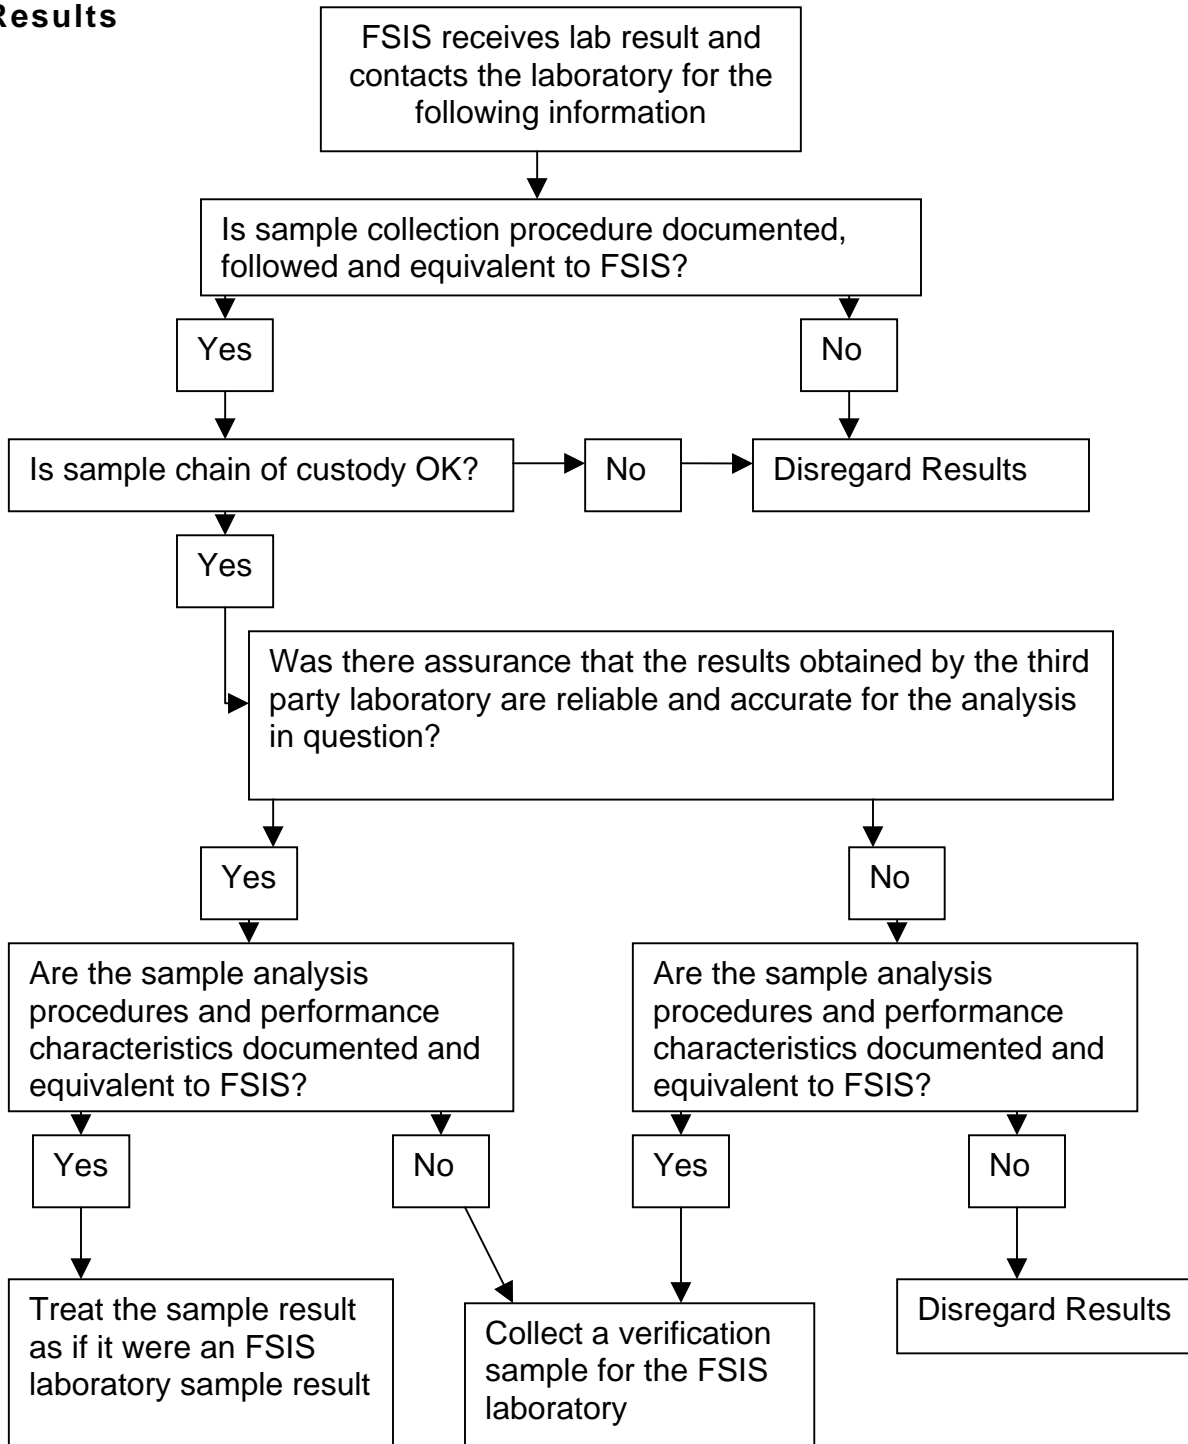 Results
FSIS receives lab result and
contacts the laboratory for the
following information
Is sample collection procedure documented,
followed and equivalent to FSIS?
Yes
No
Is sample chain of custody OK?
No
Disregard Results
Yes
Was there assurance that the results obtained by the third
party laboratory are reliable and accurate for the analysis
in question?
Yes
No
Are the sample analysis
procedures and performance
characteristics documented and
equivalent to FSIS?
Are the sample analysis
procedures and performance
characteristics documented and
equivalent to FSIS?
Yes
No
Yes
No
Treat the sample result
as if it were an FSIS
laboratory sample result
Collect a verification
sample for the FSIS
laboratory
Disregard Results